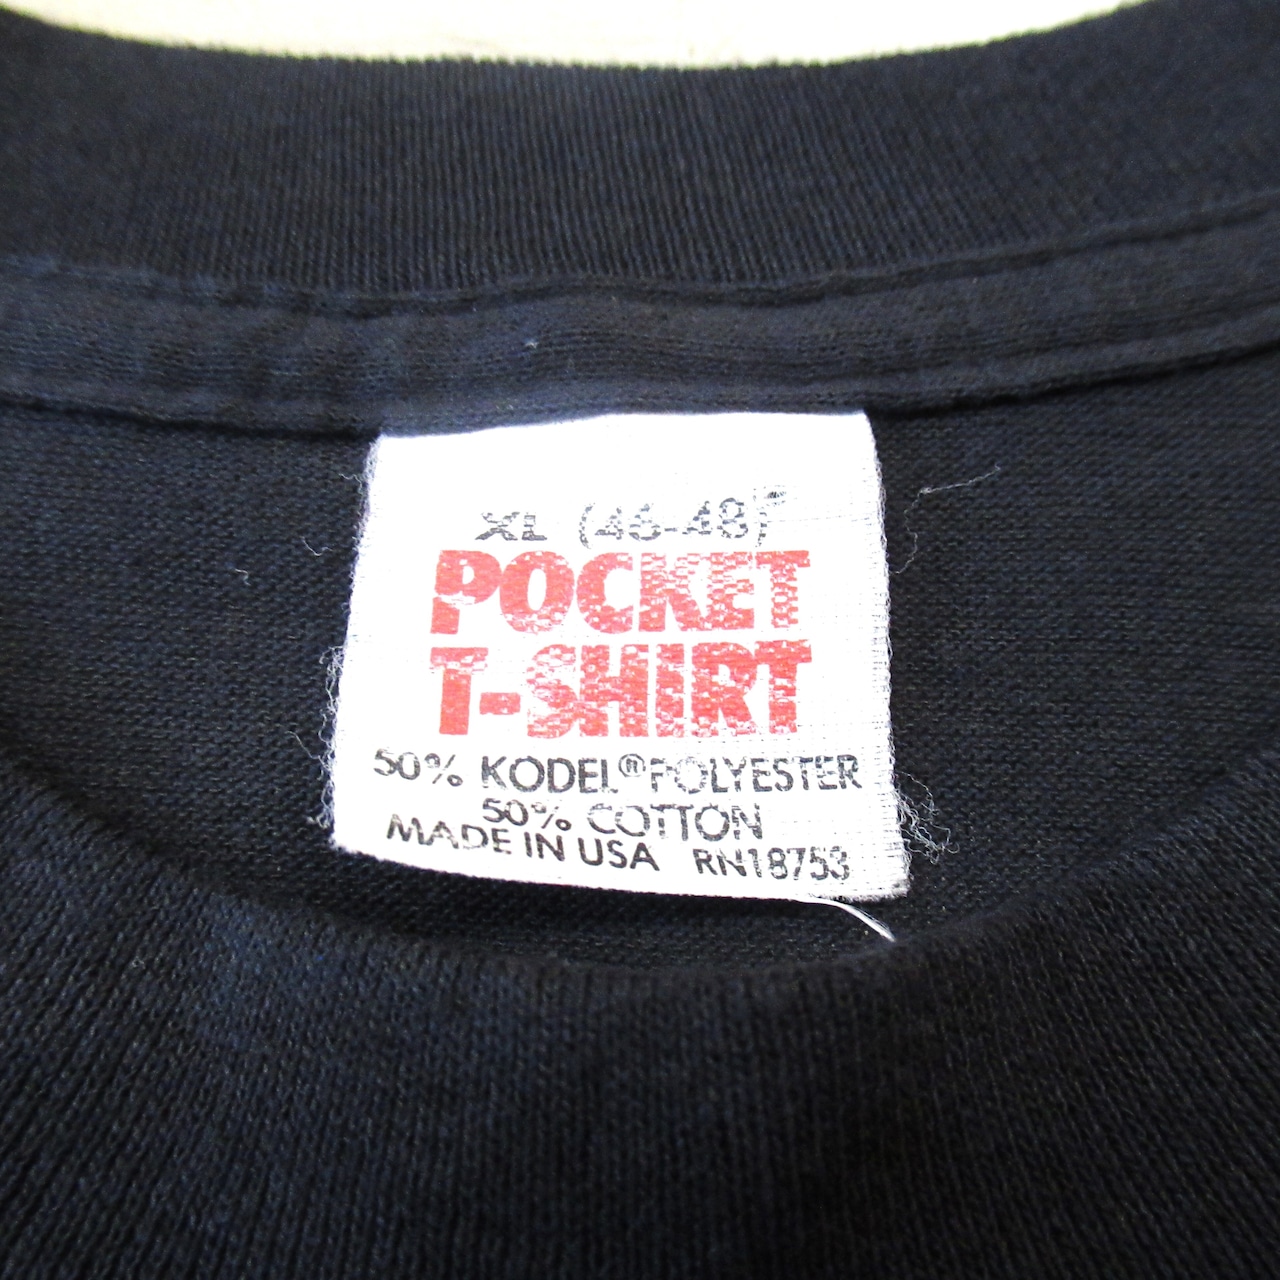 XL (46-48)
POCKET
T-SHIRT
50% KODEL® POLYESTER
50% COTTON
MADE IN USA RN18753